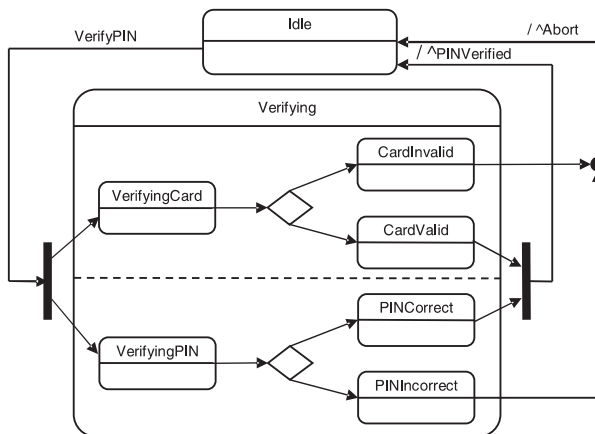 Idle
VerifyPIN
/ ^Abort
/ ^PINVerified
Verifying
CardInvalid
VerifyingCard
CardValid
PINCorrect
VerifyingPIN
PINIncorrect